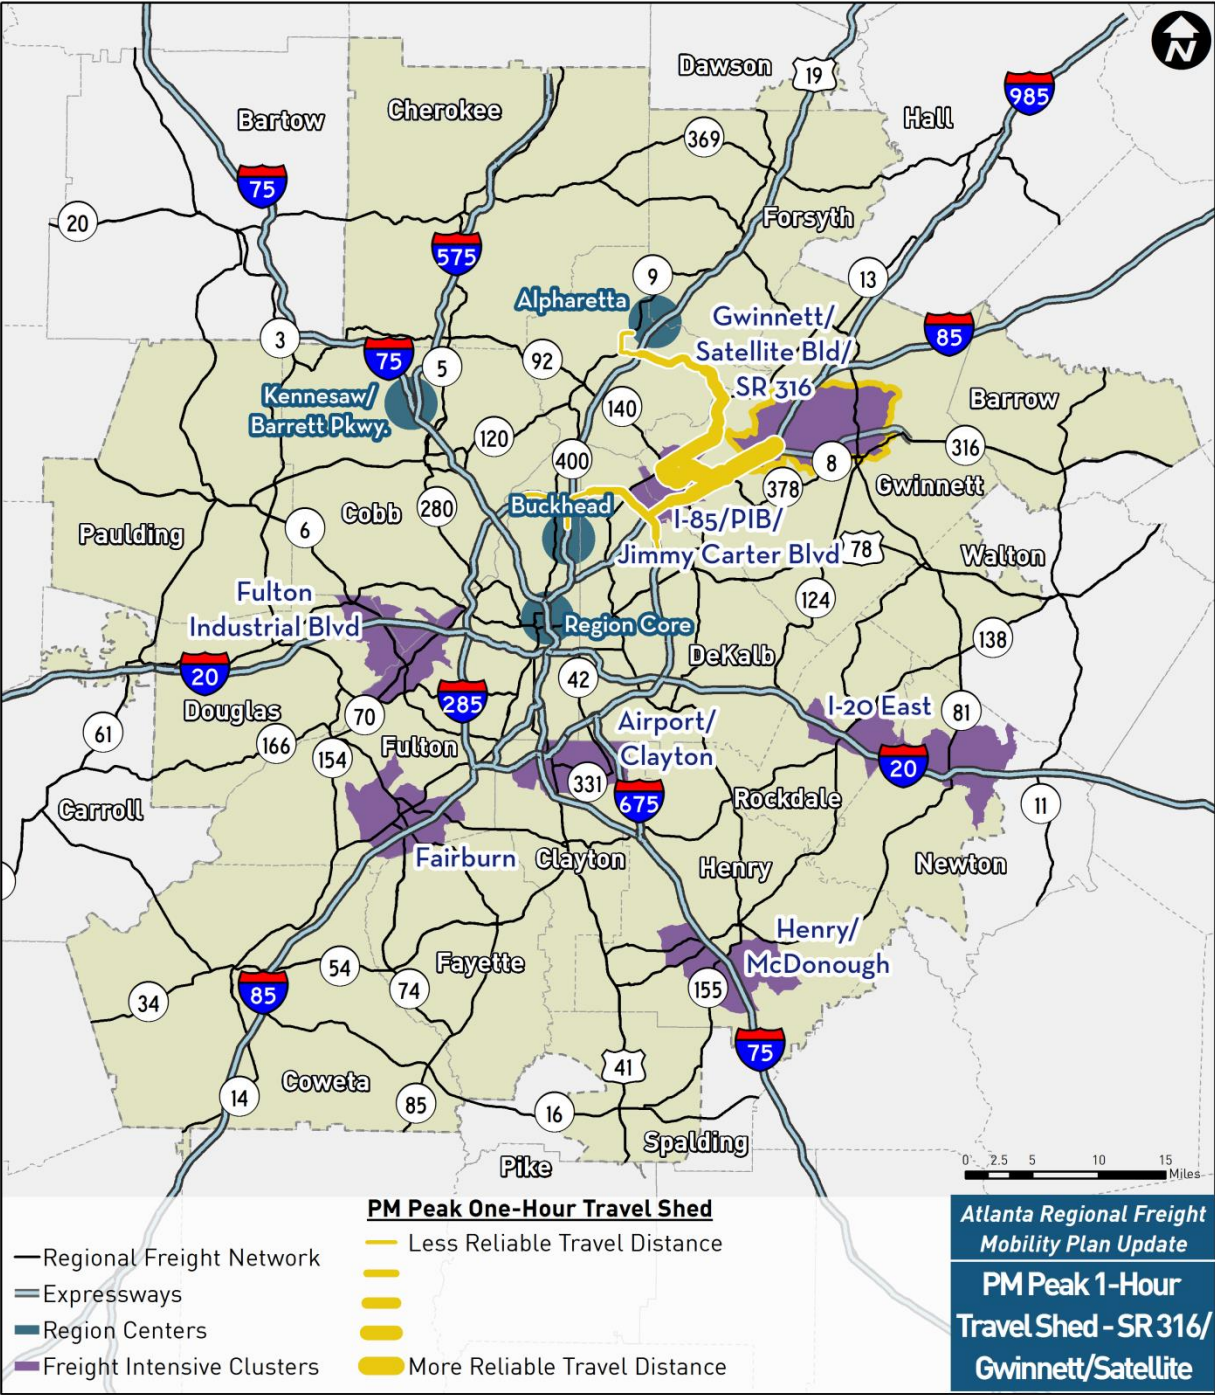 N
Dawson
19
985
Hall
Bartow
Cherokee
369
75
20
Forsyth
575
9
13
Alpharetta
Gwinnett/
Satellite Bld/
SR 316
85
3
75
5
92
Kennesaw/
Barrett Pkwy.
140
Barrow
120
400
8
316
378
Gwinnett
280
Buckhead
Cobb
6
Paulding
I-85/PIB/
Jimmy Carter Blvd
78
Walton
Fulton
Industrial Blvd
124
Region Core
138
DeKalb
20
42
285
Douglas
70
I-20 East
81
61
166
154
Fulton
Airport/
Clayton
20
331
675
Rockdale
11
Carroll
Fairburn
Clayton
Henry
Newton
Henry/
McDonough
54
Fayette
34
85
74
155
75
41
Coweta
14
85
16
Spalding
Pike
0 2.5 5 10 15
Miles
PM Peak One-Hour Travel Shed
Less Reliable Travel Distance
More Reliable Travel Distance
Regional Freight Network
Expressways
Region Centers
Freight Intensive Clusters
Atlanta Regional Freight
Mobility Plan Update
PM Peak 1-Hour
Travel Shed - SR 316/
Gwinnett/Satellite